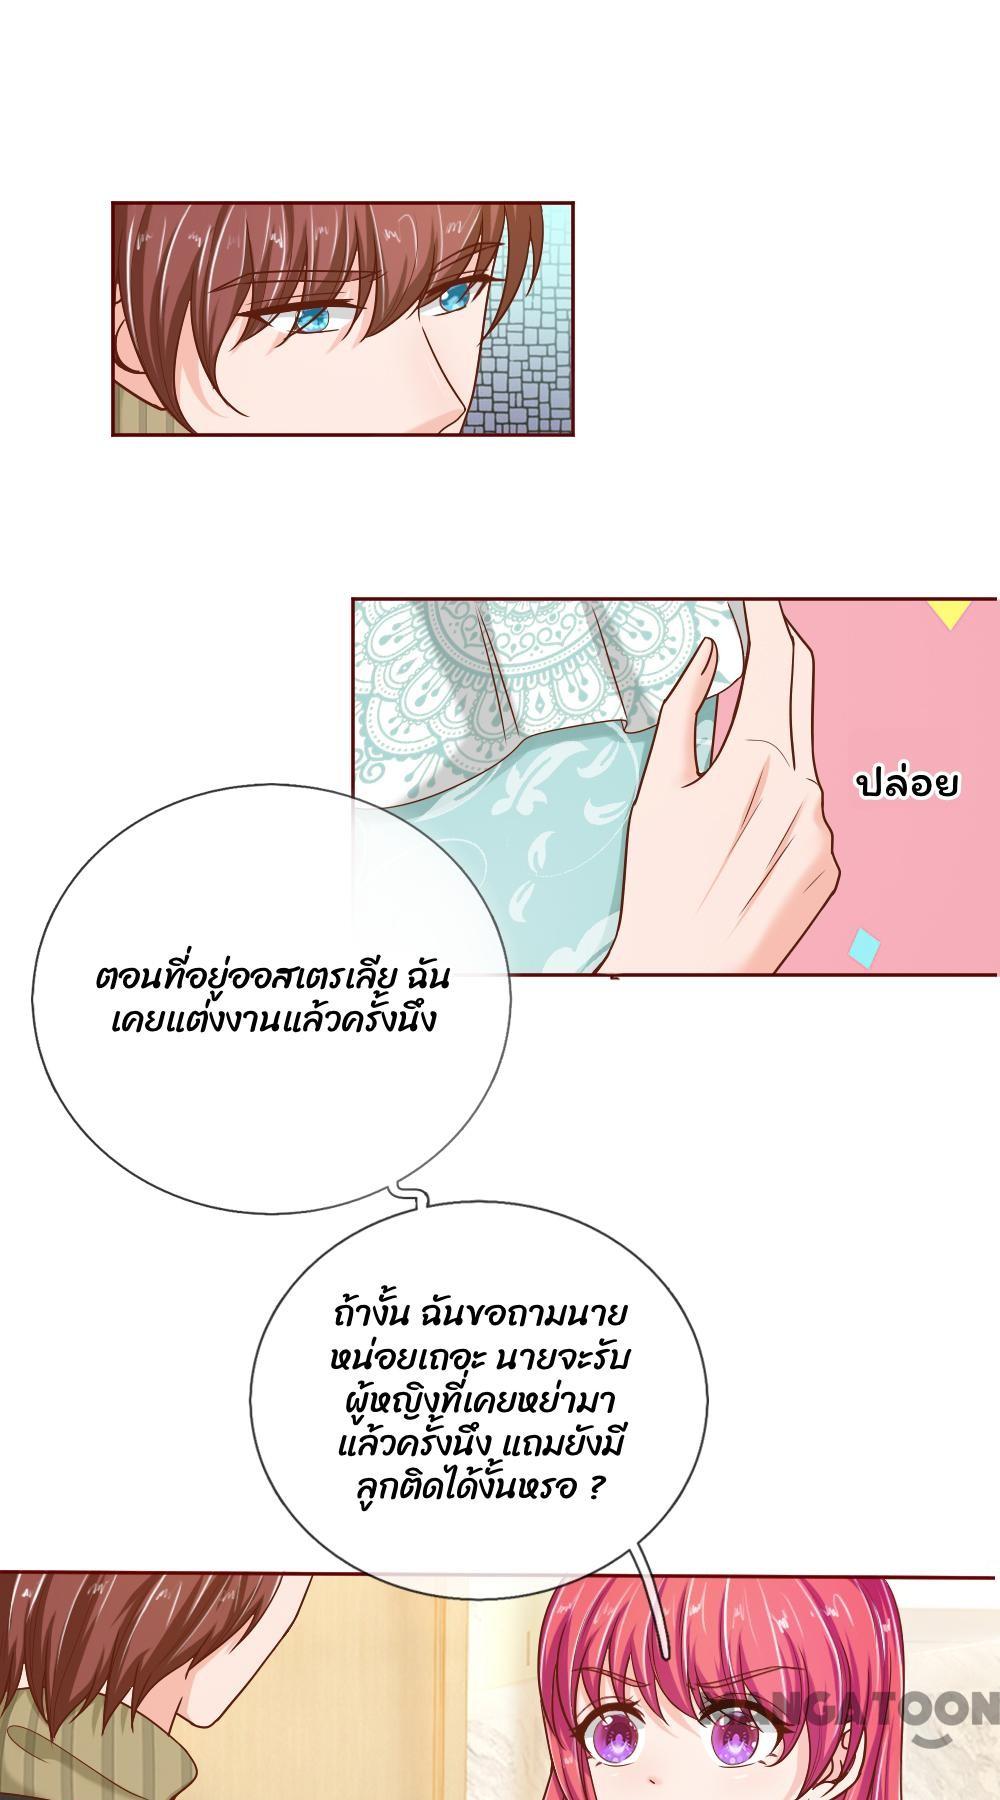 ปล่อย
ตอนที่อยู่ออสเตรเลีย ฉัน
เคยแต่งงานแล้วครั้งนึง
ถ้างั้น ฉันขอถามนาย
หน่อยเถอะ นายจะรับ
ผู้หญิงที่เคยหย่ามา
แล้วครั้งนึง แถมยังมี
ลูกติดได้งั้นหรอ ?
MANGATOON